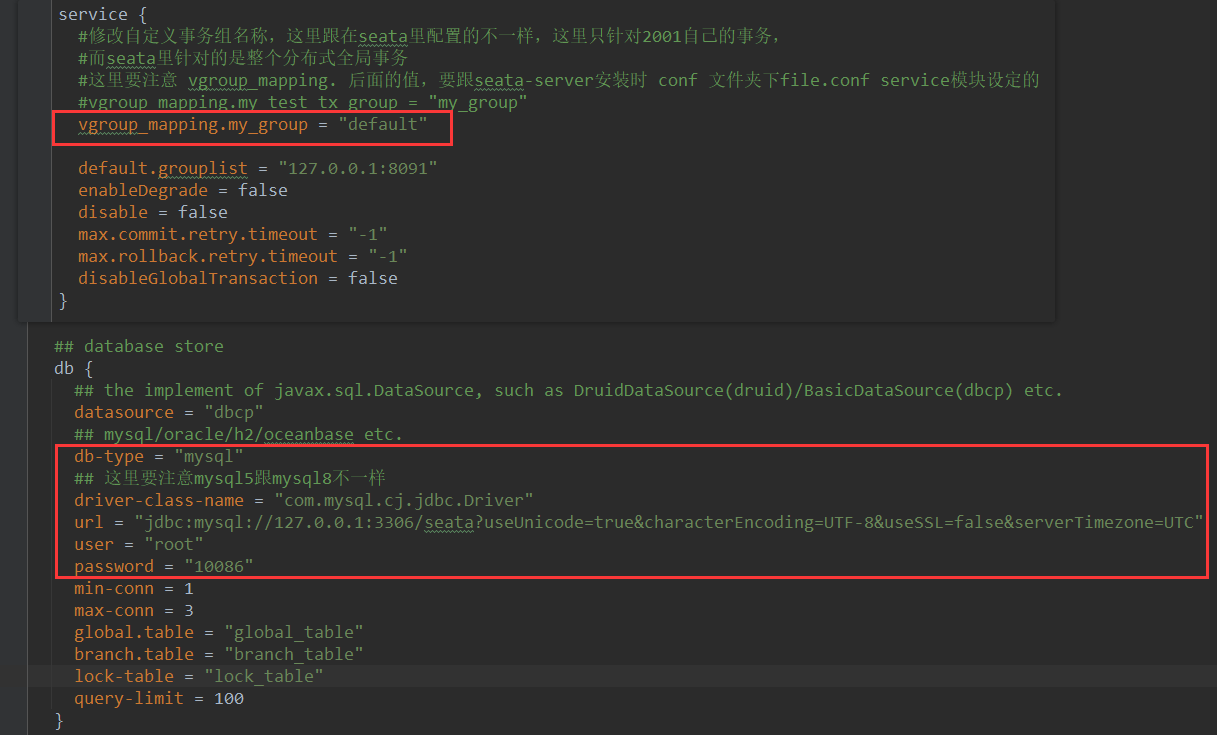 service {
#修改自定义事务组名称，这里跟在seata里配置的不一样，这里只针对2001自己的事务，
#而seata里针对的是整个分布式全局事务
#这里要注意 vgroup_mapping. 后面的值，要跟seata-server安装时 conf 文件夹下file.conf service模块设定的
#vgroup_mapping.my_test_tx_group = "my_group"
vgroup_mapping.my_group = "default"
default.grouplist = "127.0.0.1:8091"
enableDegrade = false
disable = false
max.commit.retry.timeout = "-1"
max.rollback.retry.timeout = "-1"
disableGlobalTransaction = false
}
## database store
db {
## the implement of javax.sql.DataSource, such as DruidDataSource(druid)/BasicDataSource(dbcp) etc.
datasource = "dbcp"
## mysql/oracle/h2/oceanbase etc.
db-type = "mysql"
## 这里要注意mysql5跟mysql8不一样
driver-class-name = "com.mysql.cj.jdbc.Driver"
url = "jdbc:mysql://127.0.0.1:3306/seata?useUnicode=true&characterEncoding=UTF-8&useSSL=false&serverTimezone=UTC"
user = "root"
password = "10086"
min-conn = 1
max-conn = 3
global.table = "global_table"
branch.table = "branch_table"
lock-table = "lock_table"
query-limit = 100
}